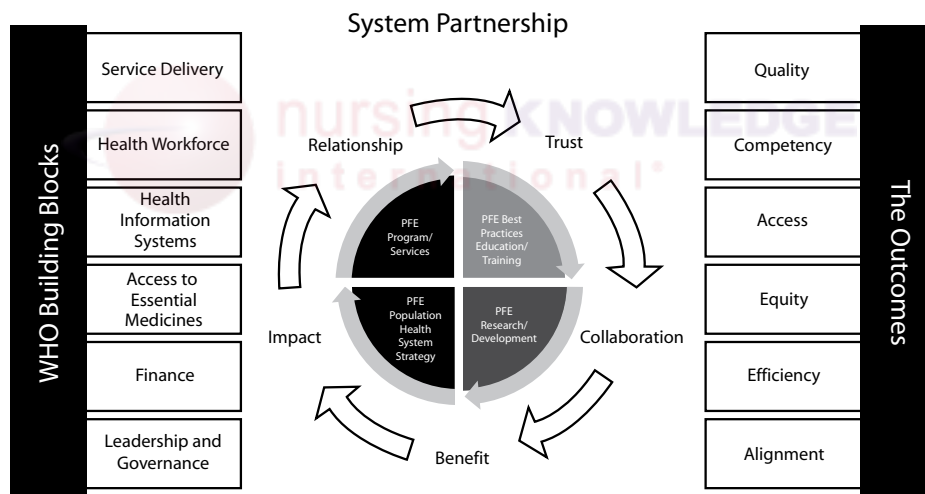 System Partnership
WHO Building Blocks
Service Delivery
Health Workforce
Health
Information
Systems
Access to
Essential
Medicines
Finance
Leadership and
Governance
nursing KNOWLEDGE
international®
Relationship
Trust
Collaboration
Benefit
Impact
PFE
Program/
Services
PFE Best
Practices
Education/
Training
PFE
Research/
Development
PFE
Population
Health
System
Strategy
Quality
Competency
Access
Equity
Efficiency
Alignment
The Outcomes